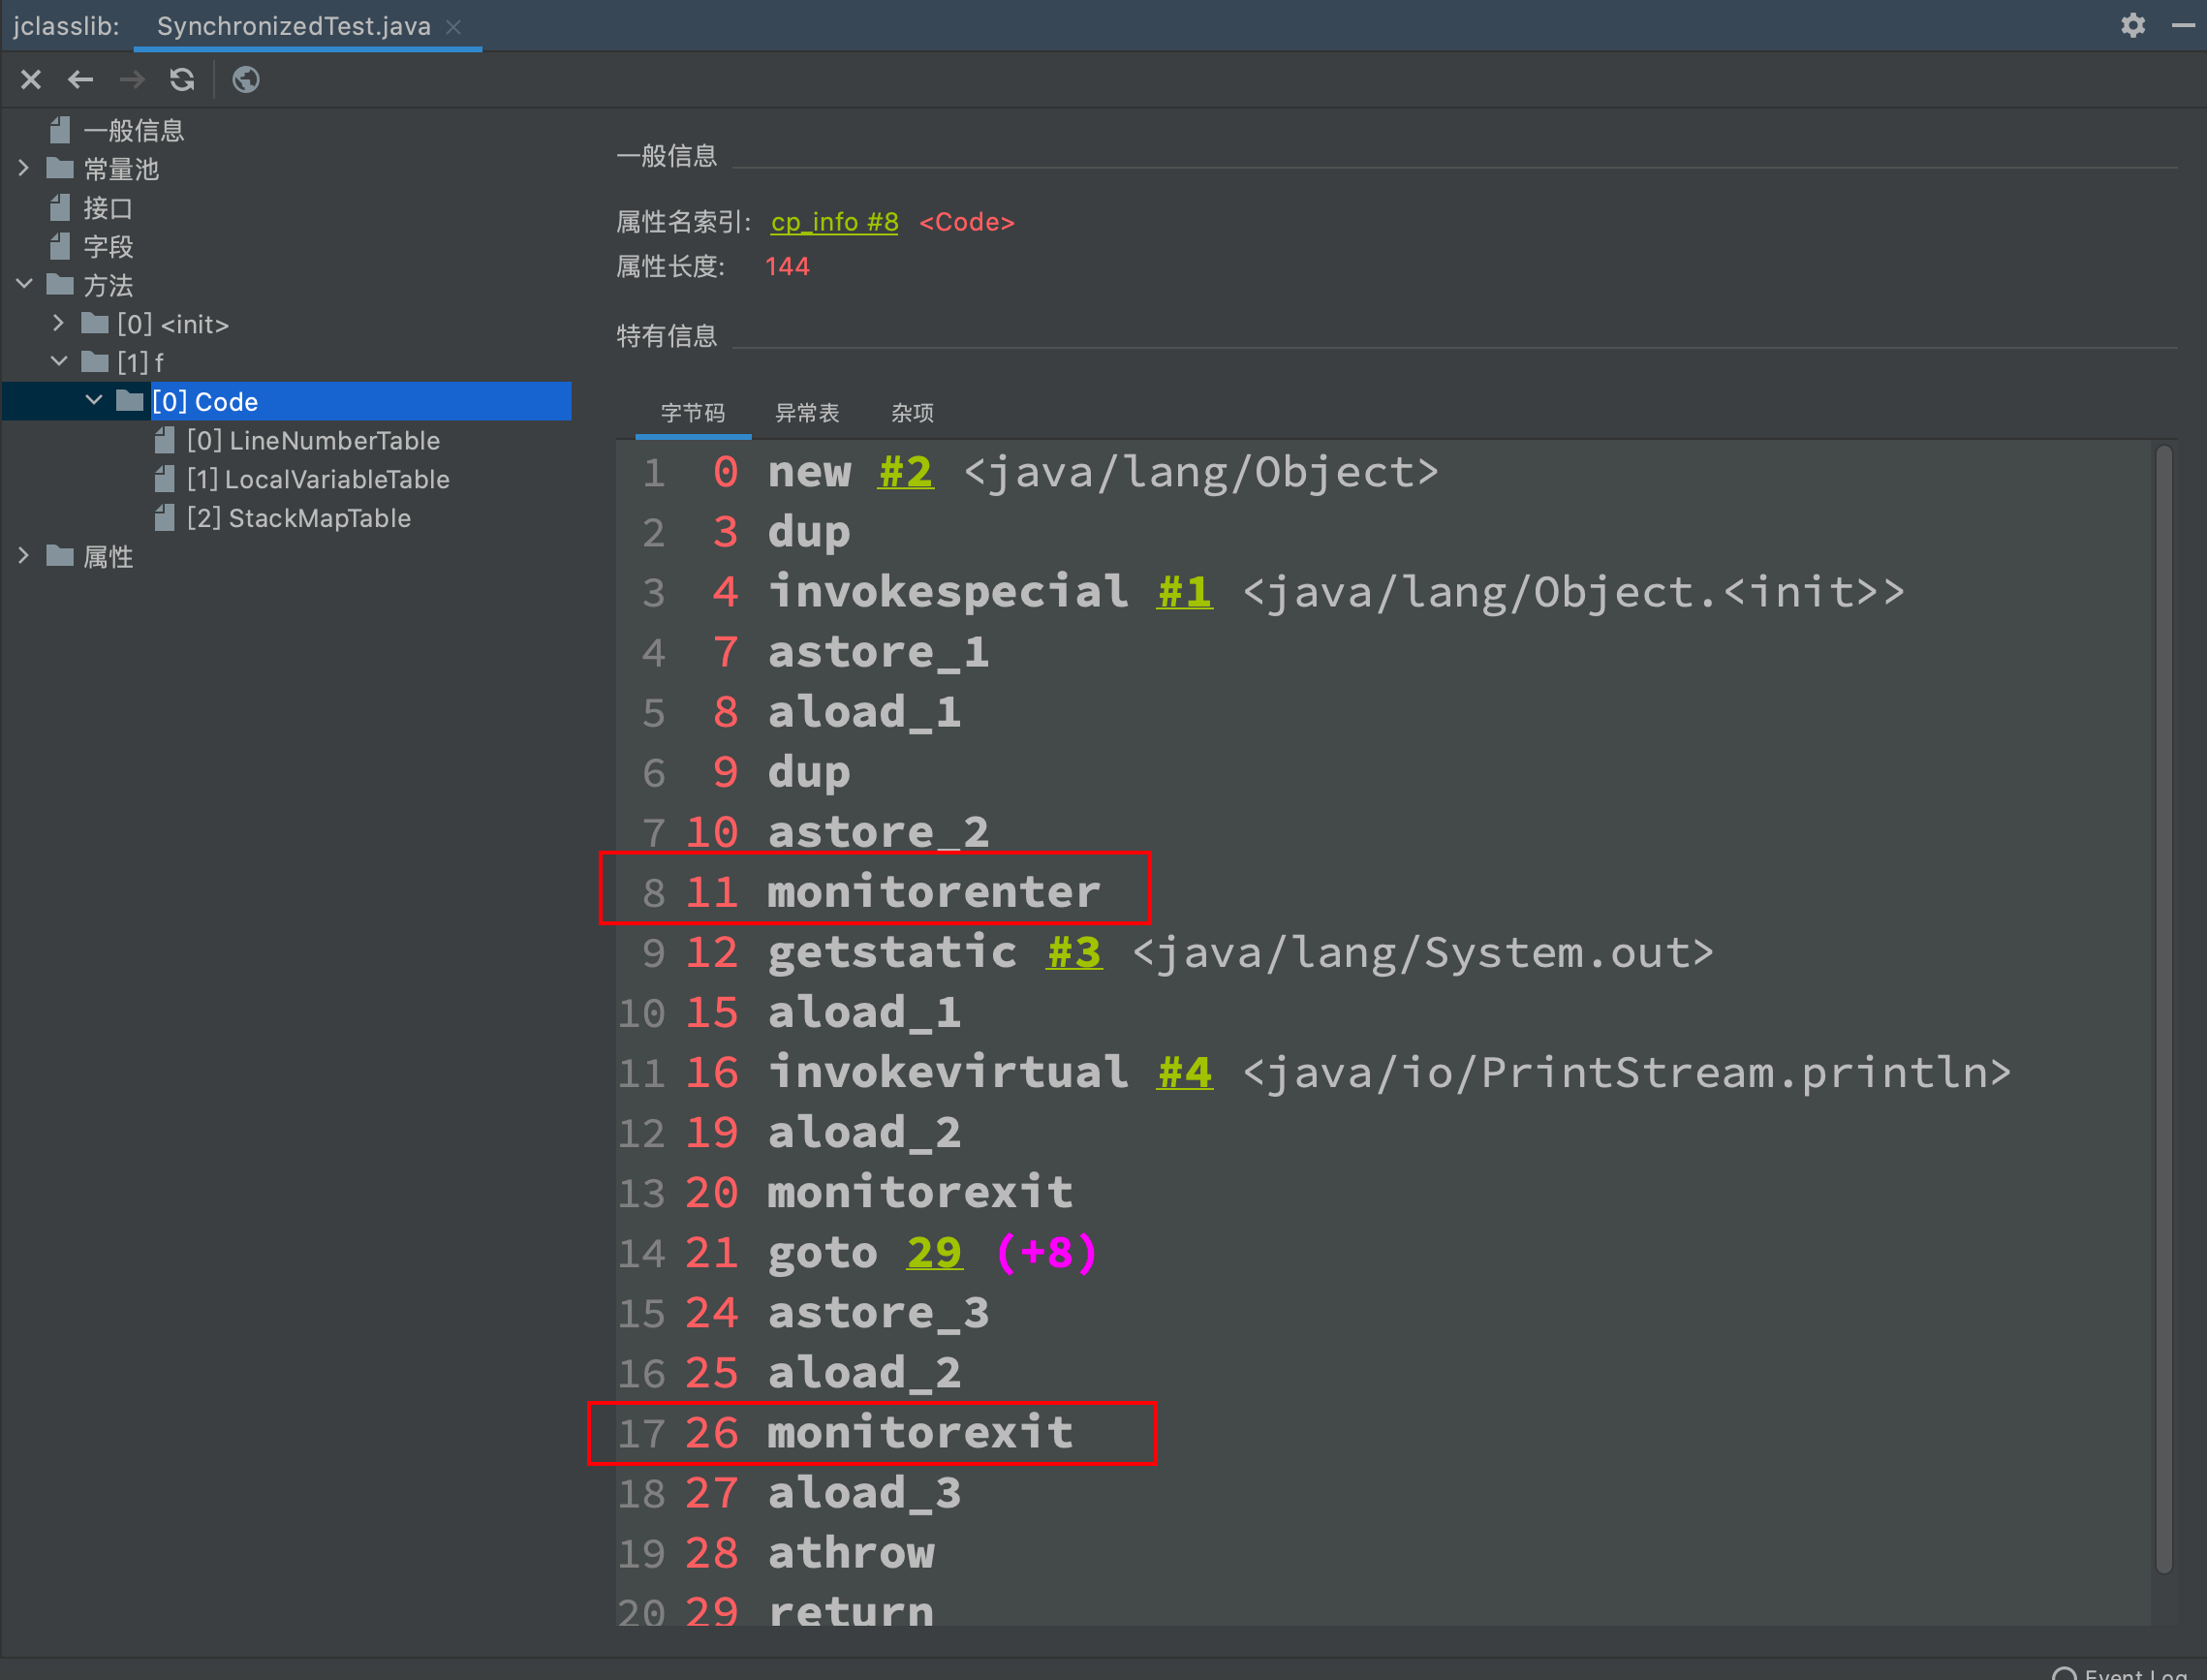 jclasslib: SynchronizedTest.java
一般信息
常量池
接口
字段
方法
[0] <init>
[1] f
[0] Code
[0] LineNumberTable
[1] LocalVariableTable
[2] StackMapTable
属性
一般信息
属性名索引: cp_info #8 <Code>
属性长度: 144
特有信息
字节码 异常表 杂项
1 0 new #2 <java/lang/Object>
2 3 dup
3 4 invokespecial #1 <java/lang/Object.<init>>
4 7 astore_1
5 8 aload_1
6 9 dup
7 10 astore_2
8 11 monitorenter
9 12 getstatic #3 <java/lang/System.out>
10 15 aload_1
11 16 invokevirtual #4 <java/io/PrintStream.println>
12 19 aload_2
13 20 monitorexit
14 21 goto 29 (+8)
15 24 astore_3
16 25 aload_2
17 26 monitorexit
18 27 aload_3
19 28 athrow
20 29 return
Event Log